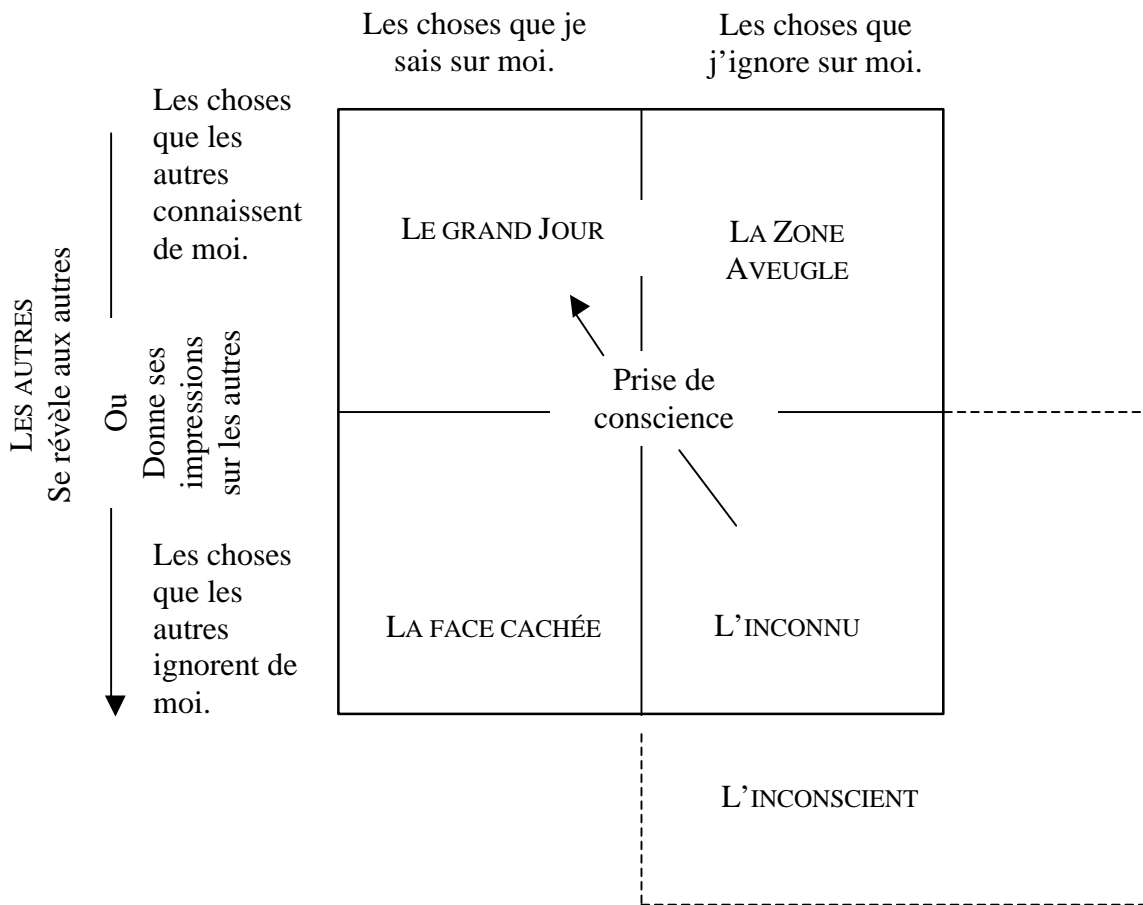 Les choses que je
sais sur moi.
Les choses que
j’ignore sur moi.
Les choses
que les
autres
connaissent
de moi.
LE GRAND JOUR
LA ZONE
AVEUGLE
LES AUTRES
Se révèle aux autres
Ou
Donne ses
impressions
sur les autres
Prise de
conscience
Les choses
que les
autres
ignorent de
moi.
LA FACE CACHÉE
L’INCONNU
L’INCONSCIENT